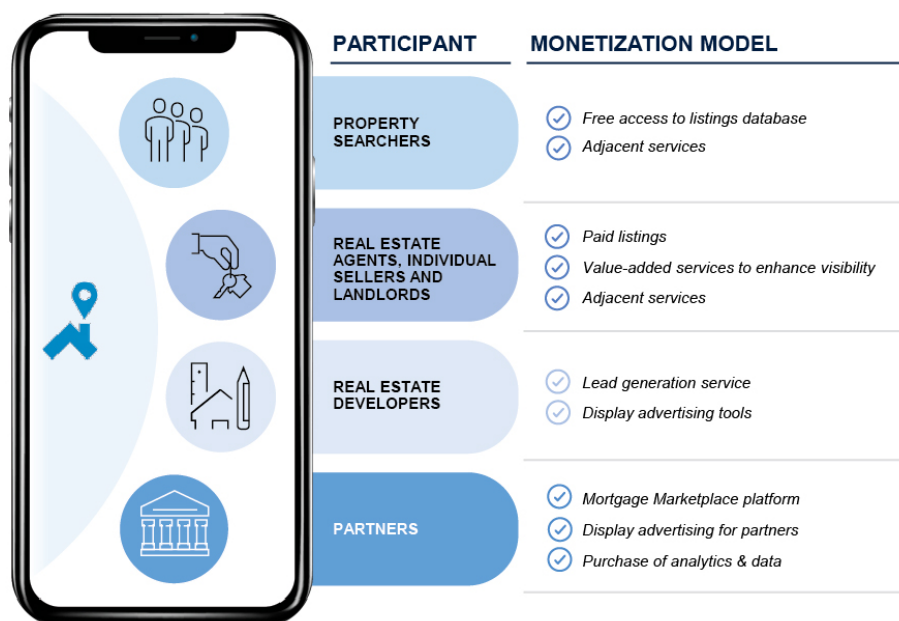 PARTICIPANT
MONETIZATION MODEL
PROPERTY
SEARCHERS
Free access to listings database
Adjacent services
REAL ESTATE
AGENTS, INDIVIDUAL
SELLERS AND
LANDLORDS
Paid listings
Value-added services to enhance visibility
Adjacent services
REAL ESTATE
DEVELOPERS
Lead generation service
Display advertising tools
PARTNERS
Mortgage Marketplace platform
Display advertising for partners
Purchase of analytics & data